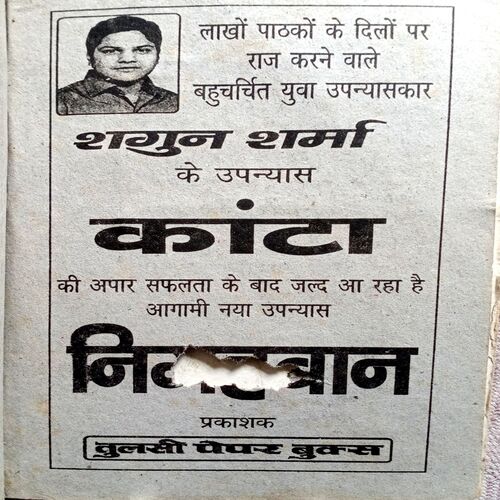 लाखों पाठकों के दिलों पर
राज करने वाले
बहुचर्चित युवा उपन्यासकार
शगुन शर्मा
के उपन्यास
कांटा
की अपार सफलता के बाद जल्द आ रहा है
आगामी नया उपन्यास
प्रकाशक
तुलसी पेपर बुक्स